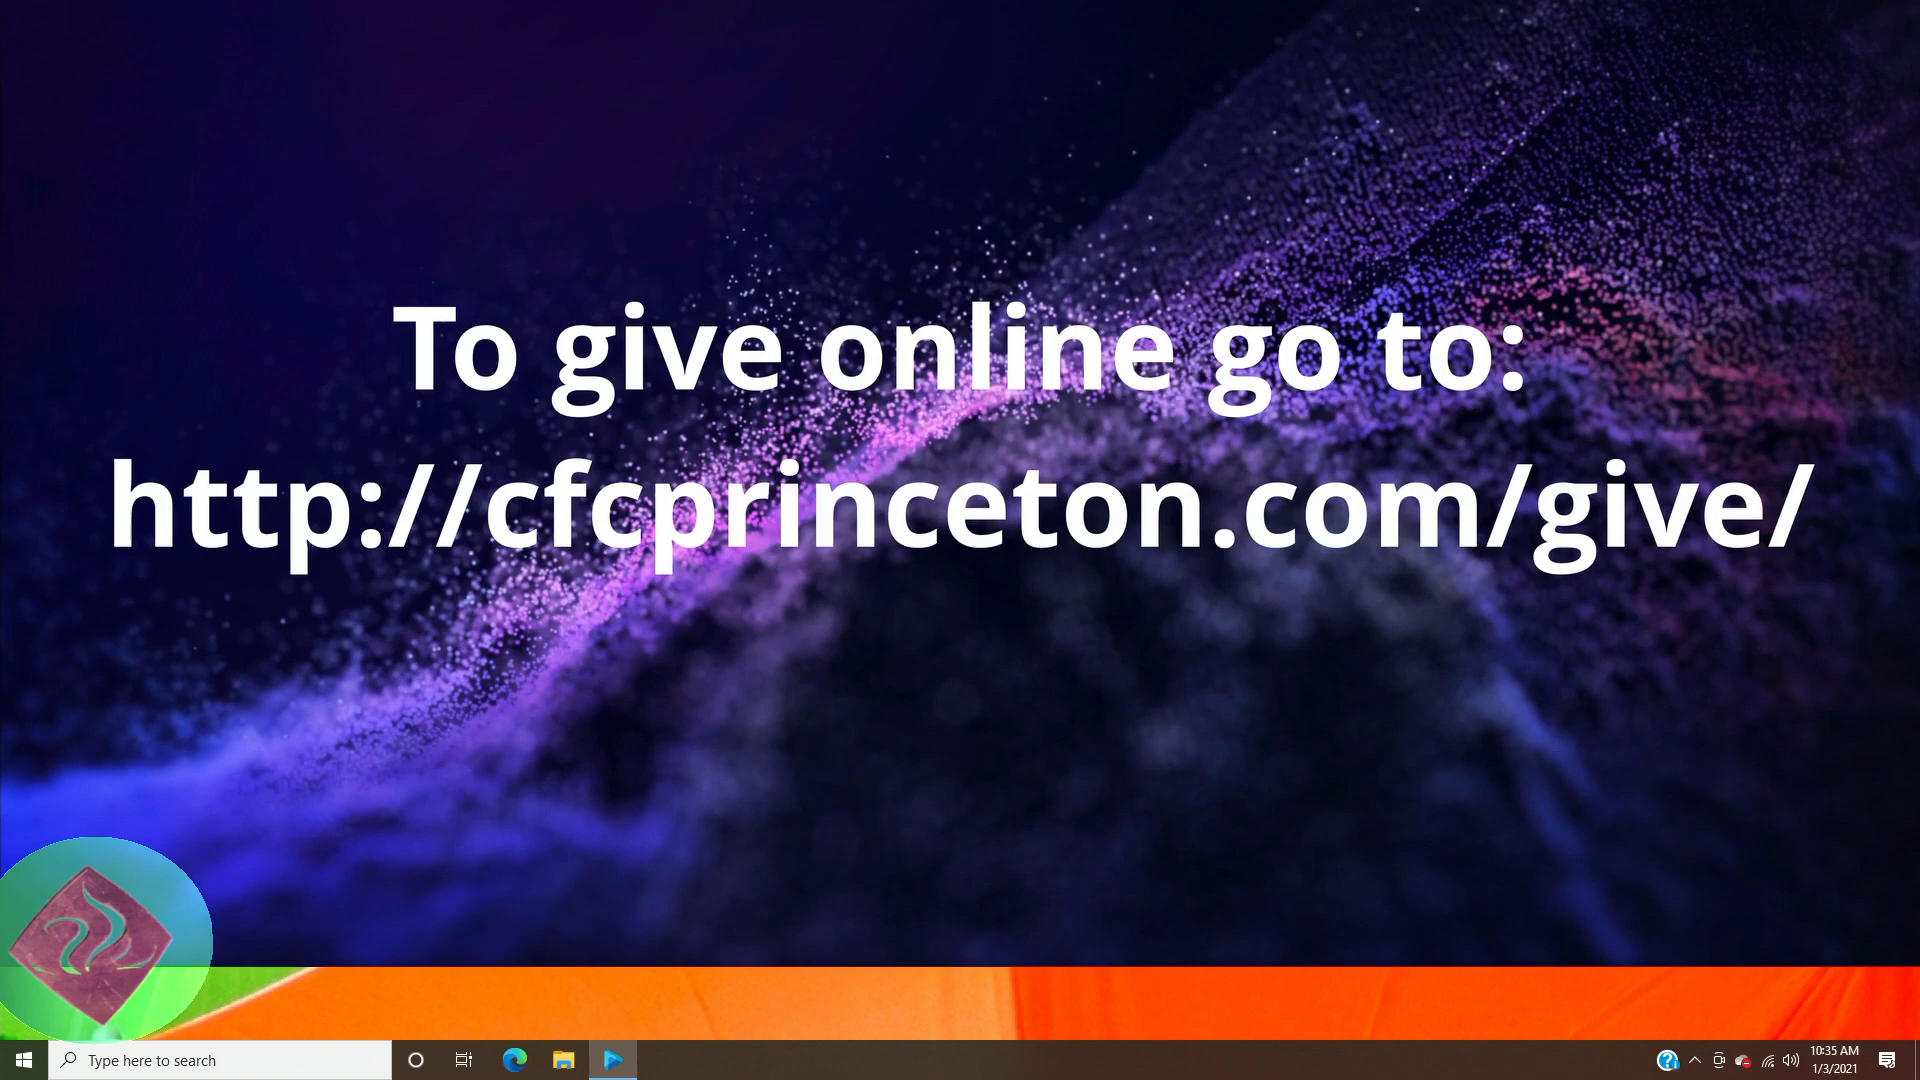 To give online go to:
http://cfcprinceton.com/give/
Type here to search
10:35 AM
1/3/2021